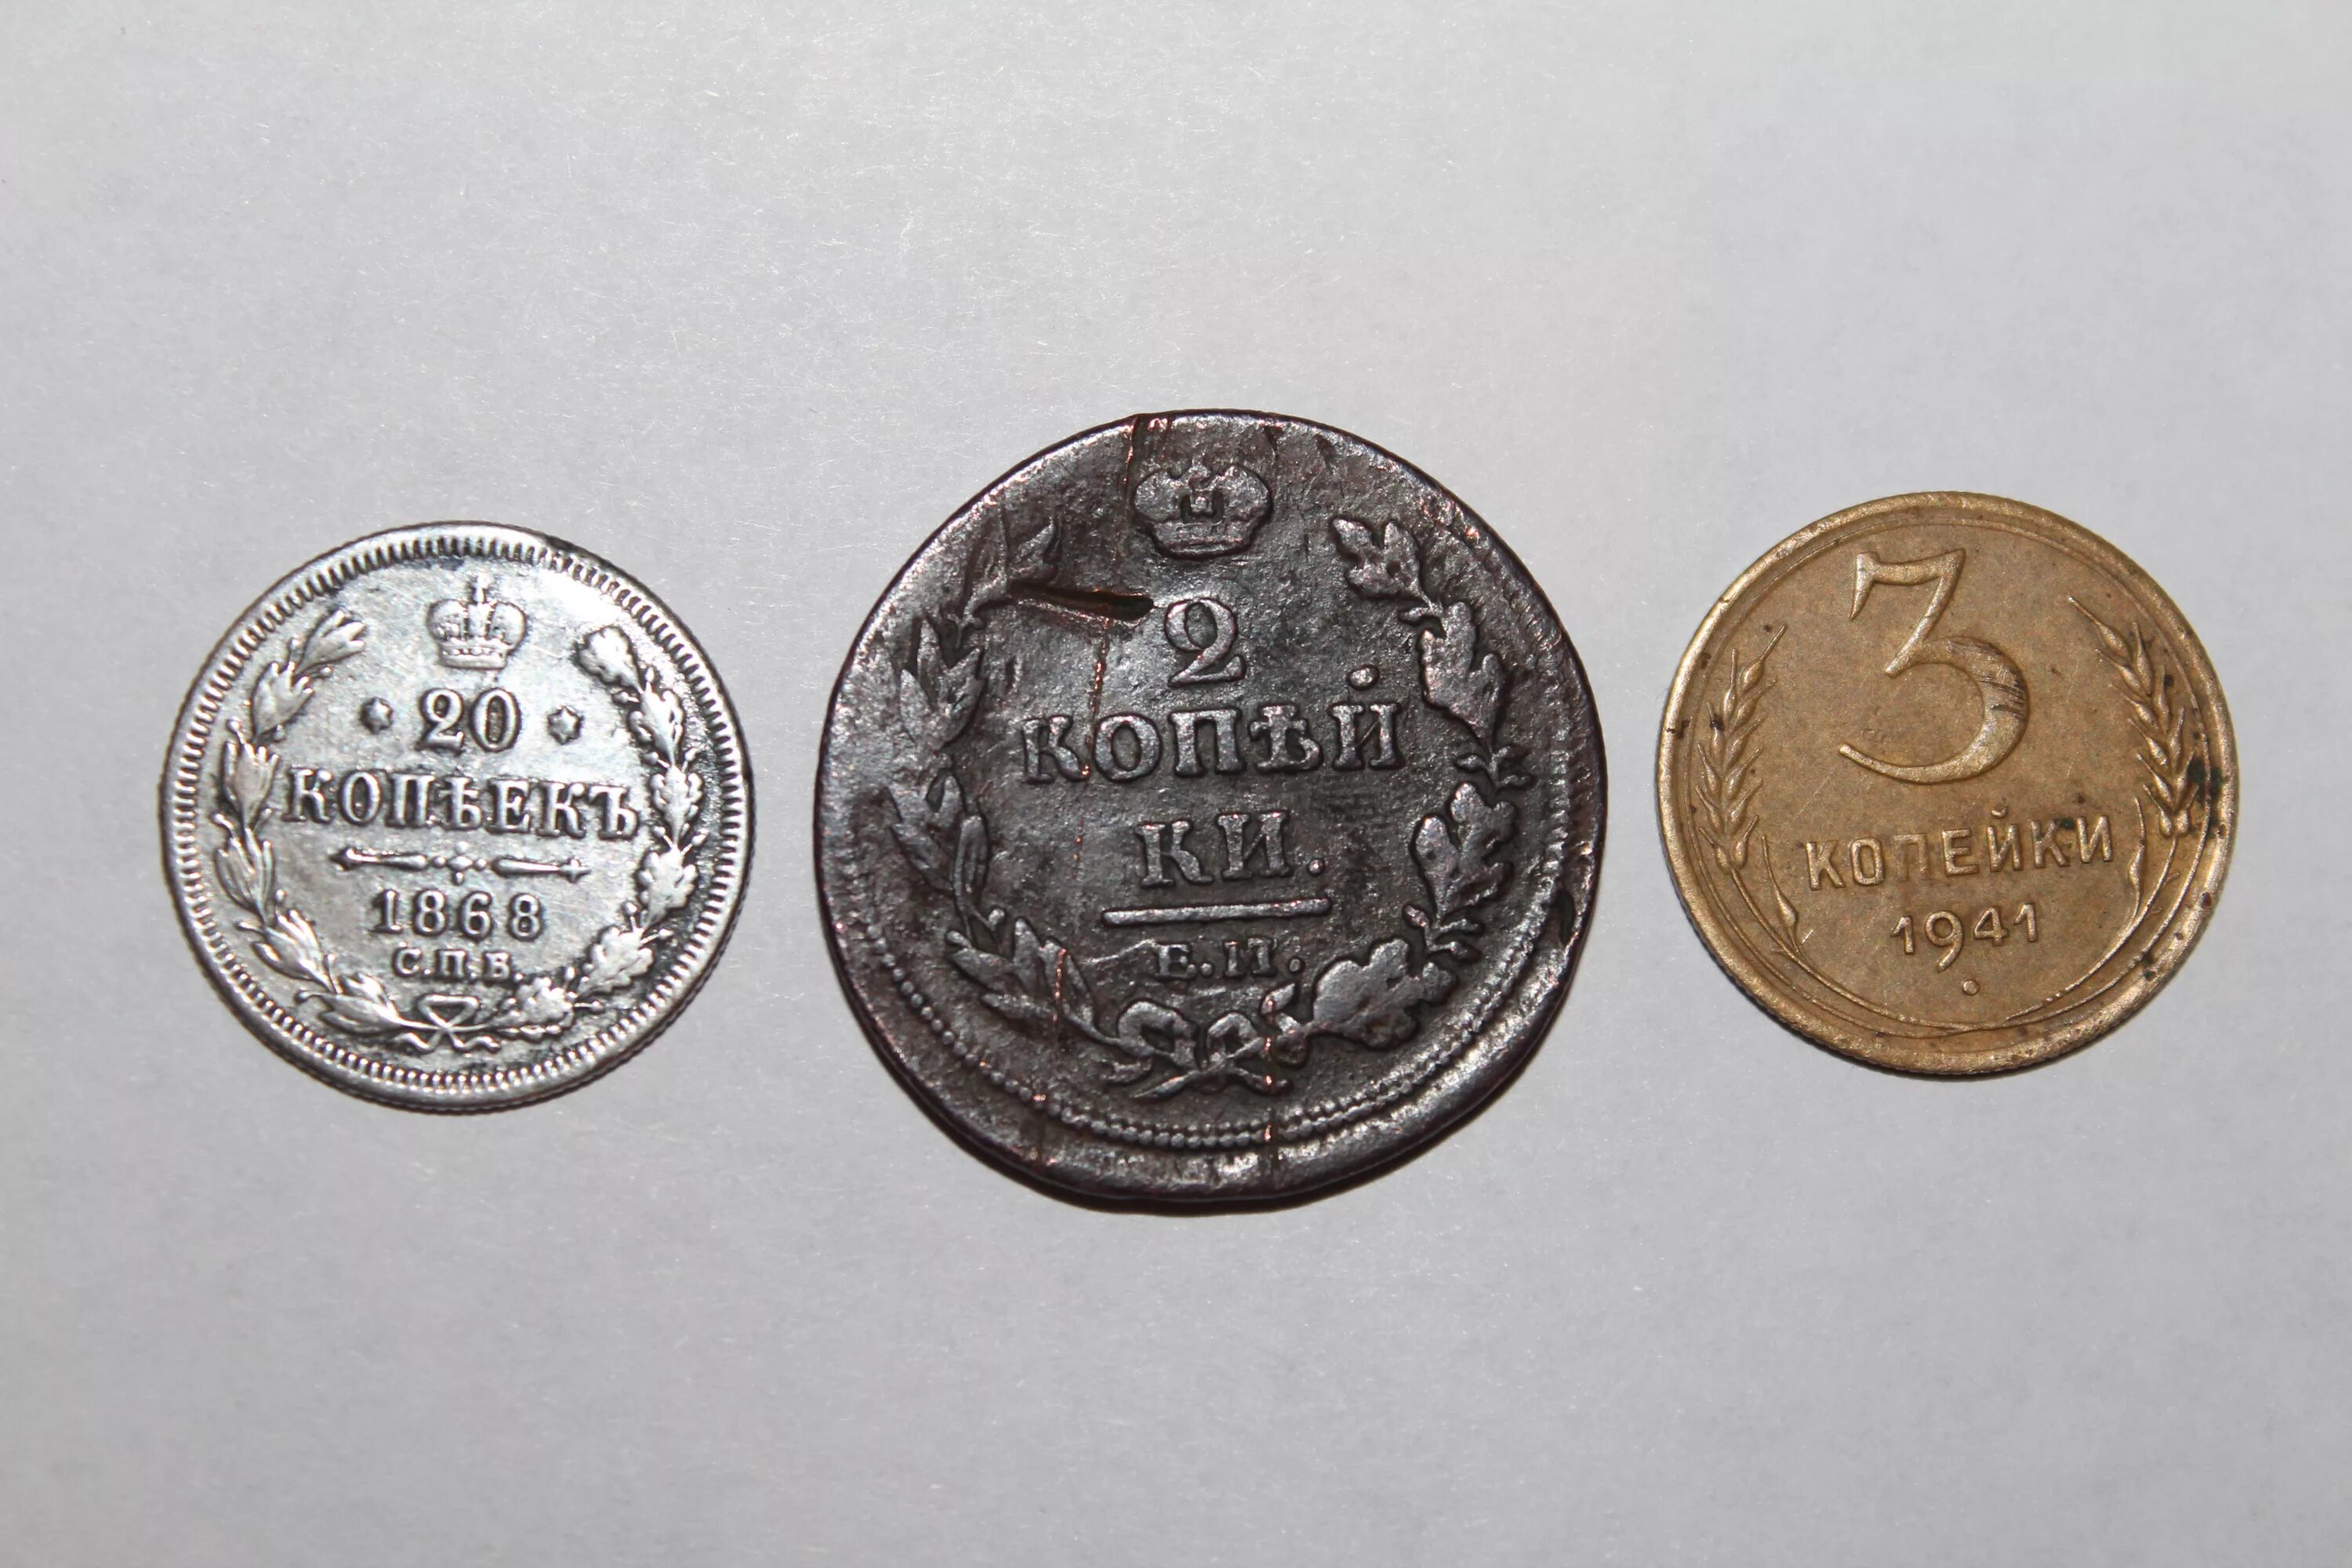 20
КОПѢЕКЪ
1868
С.П.Б.
2
КОПѢЙ
КИ.
Е.М.
3
КОПЕЙКИ
1941